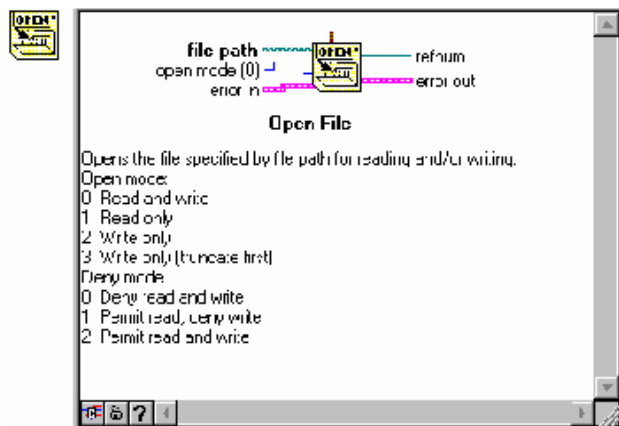 OPEN
file path
OPEN
refnum
open mode (0)
error in
error out
Open File
Opens the file specified by file path for reading and/or writing.
Open mode:
0 Read and write
1 Read only
2 Write only
3 Write only (truncate first)
Deny mode
0 Deny read and write
1 Permit read, deny write
2 Permit read and write
?